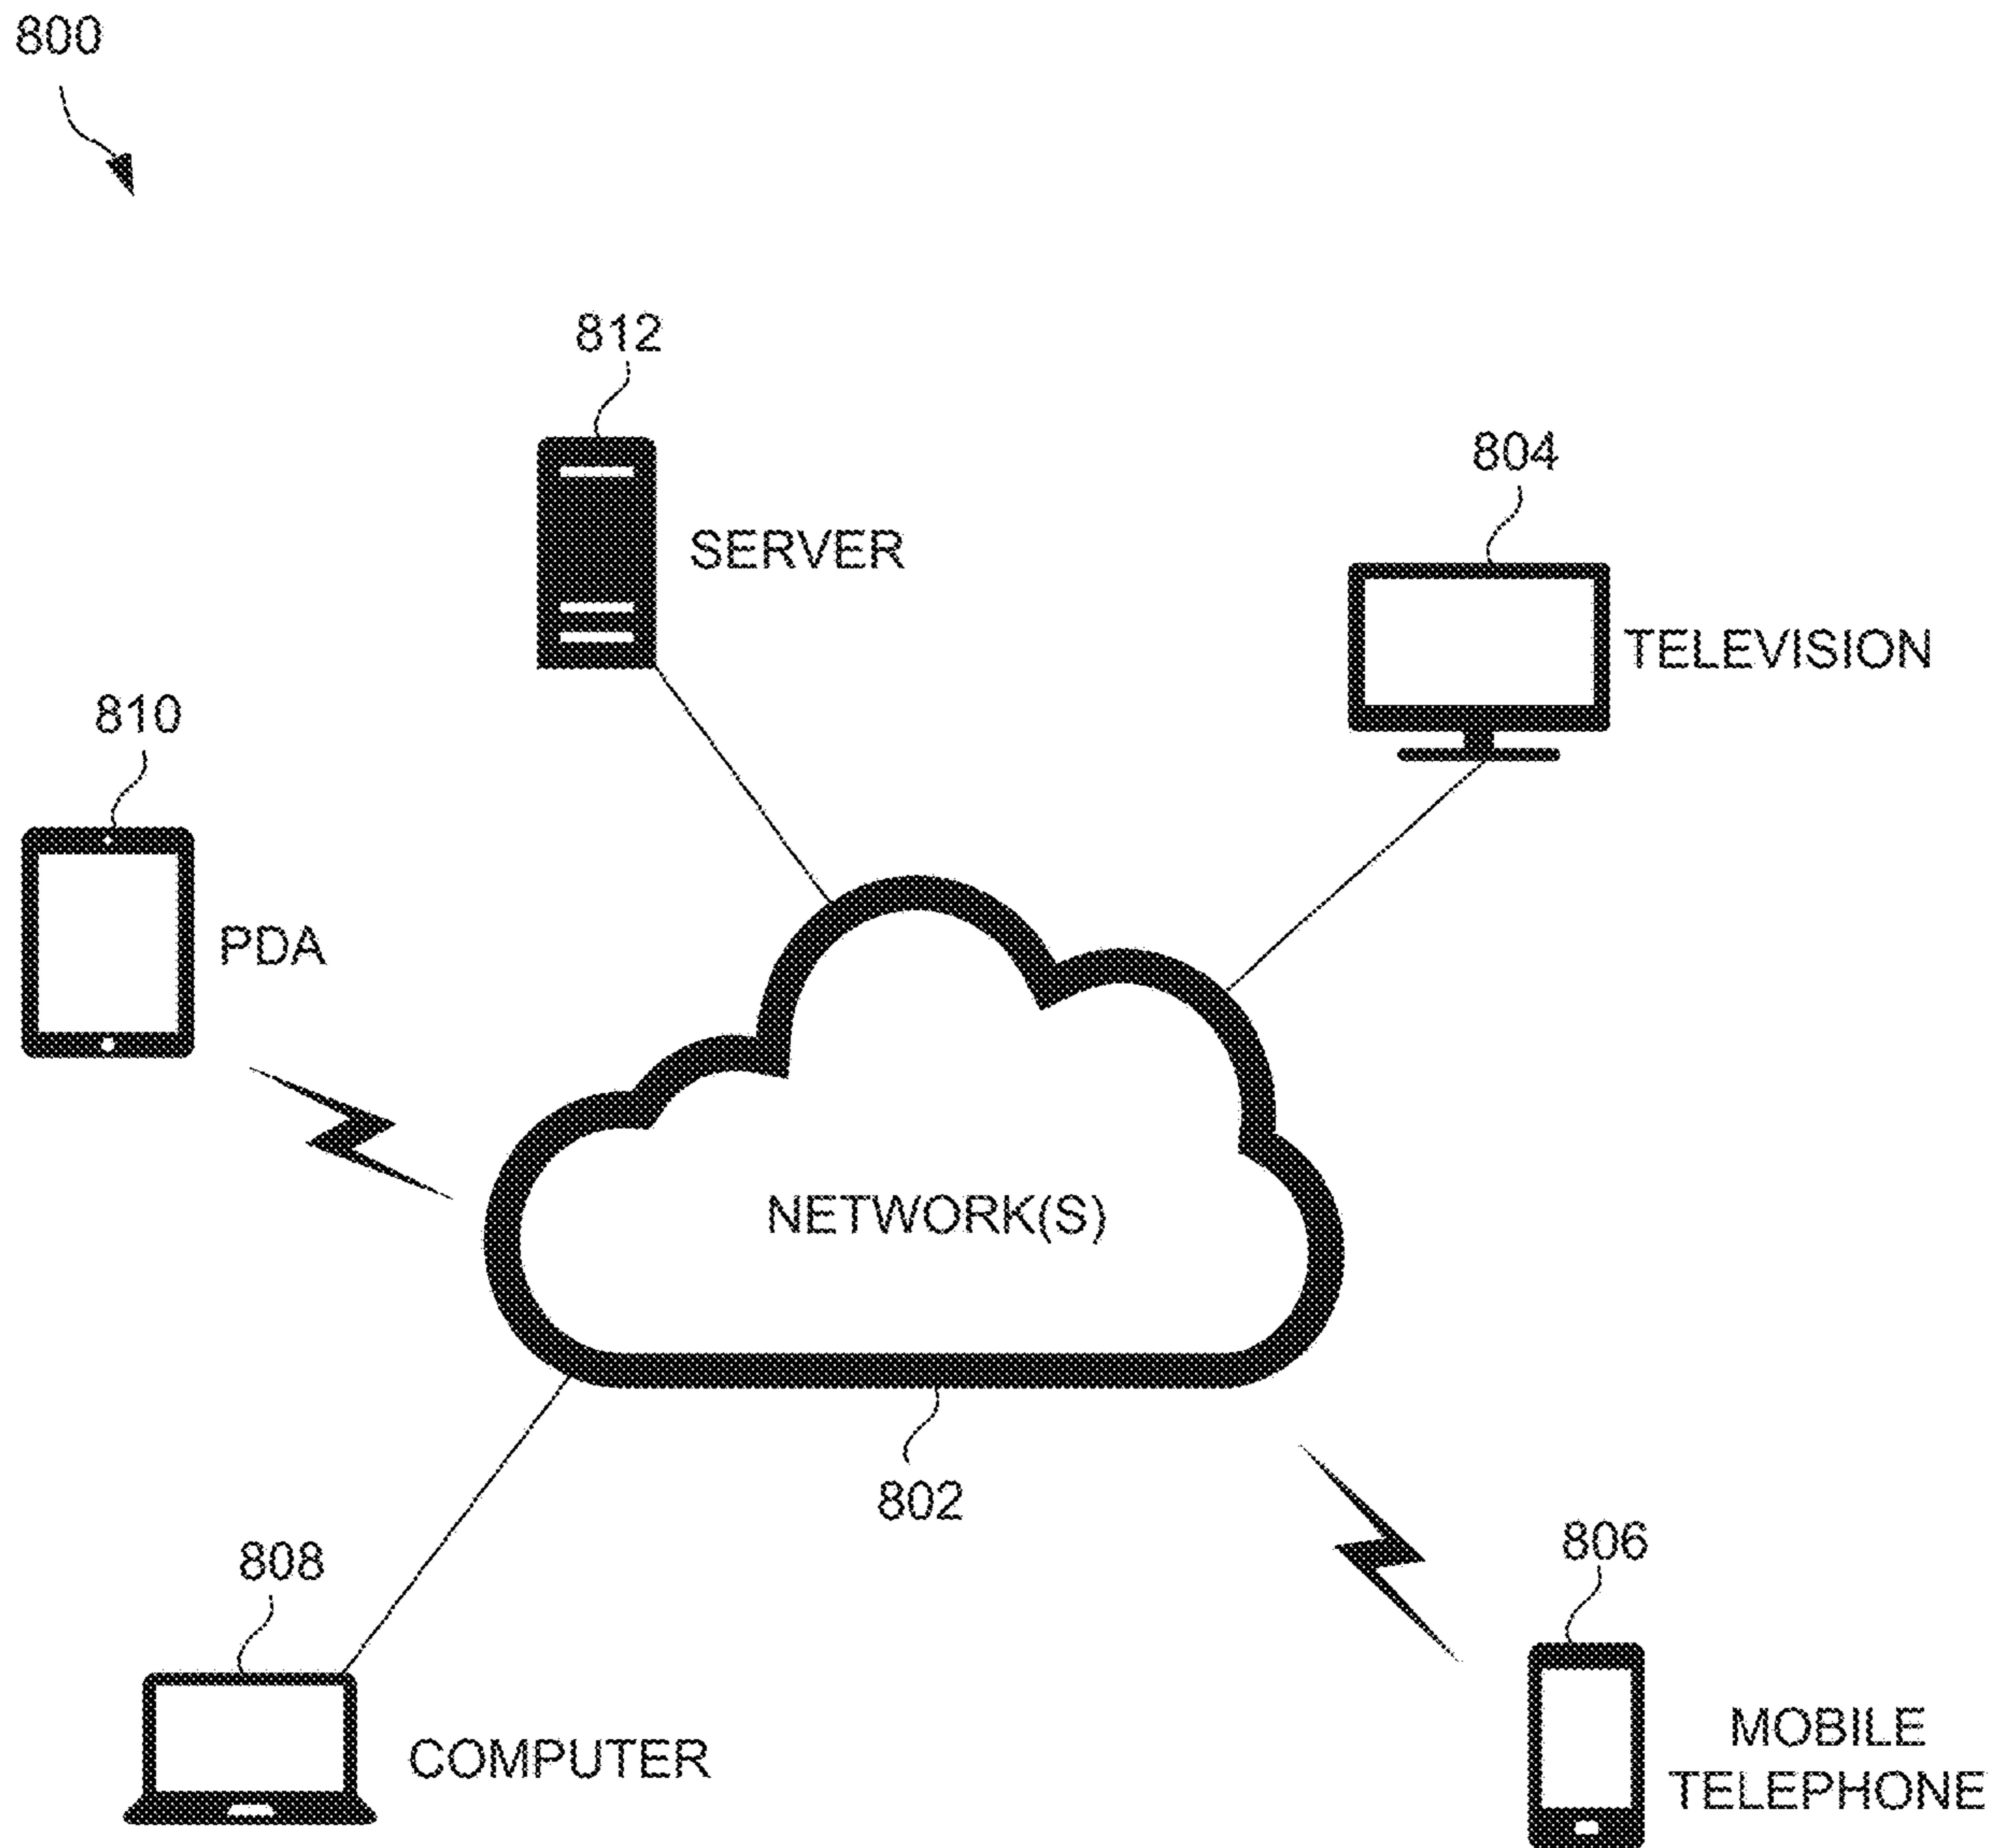 800
812
SERVER
804
TELEVISION
810
PDA
NETWORK(S)
802
808
COMPUTER
806
MOBILE
TELEPHONE